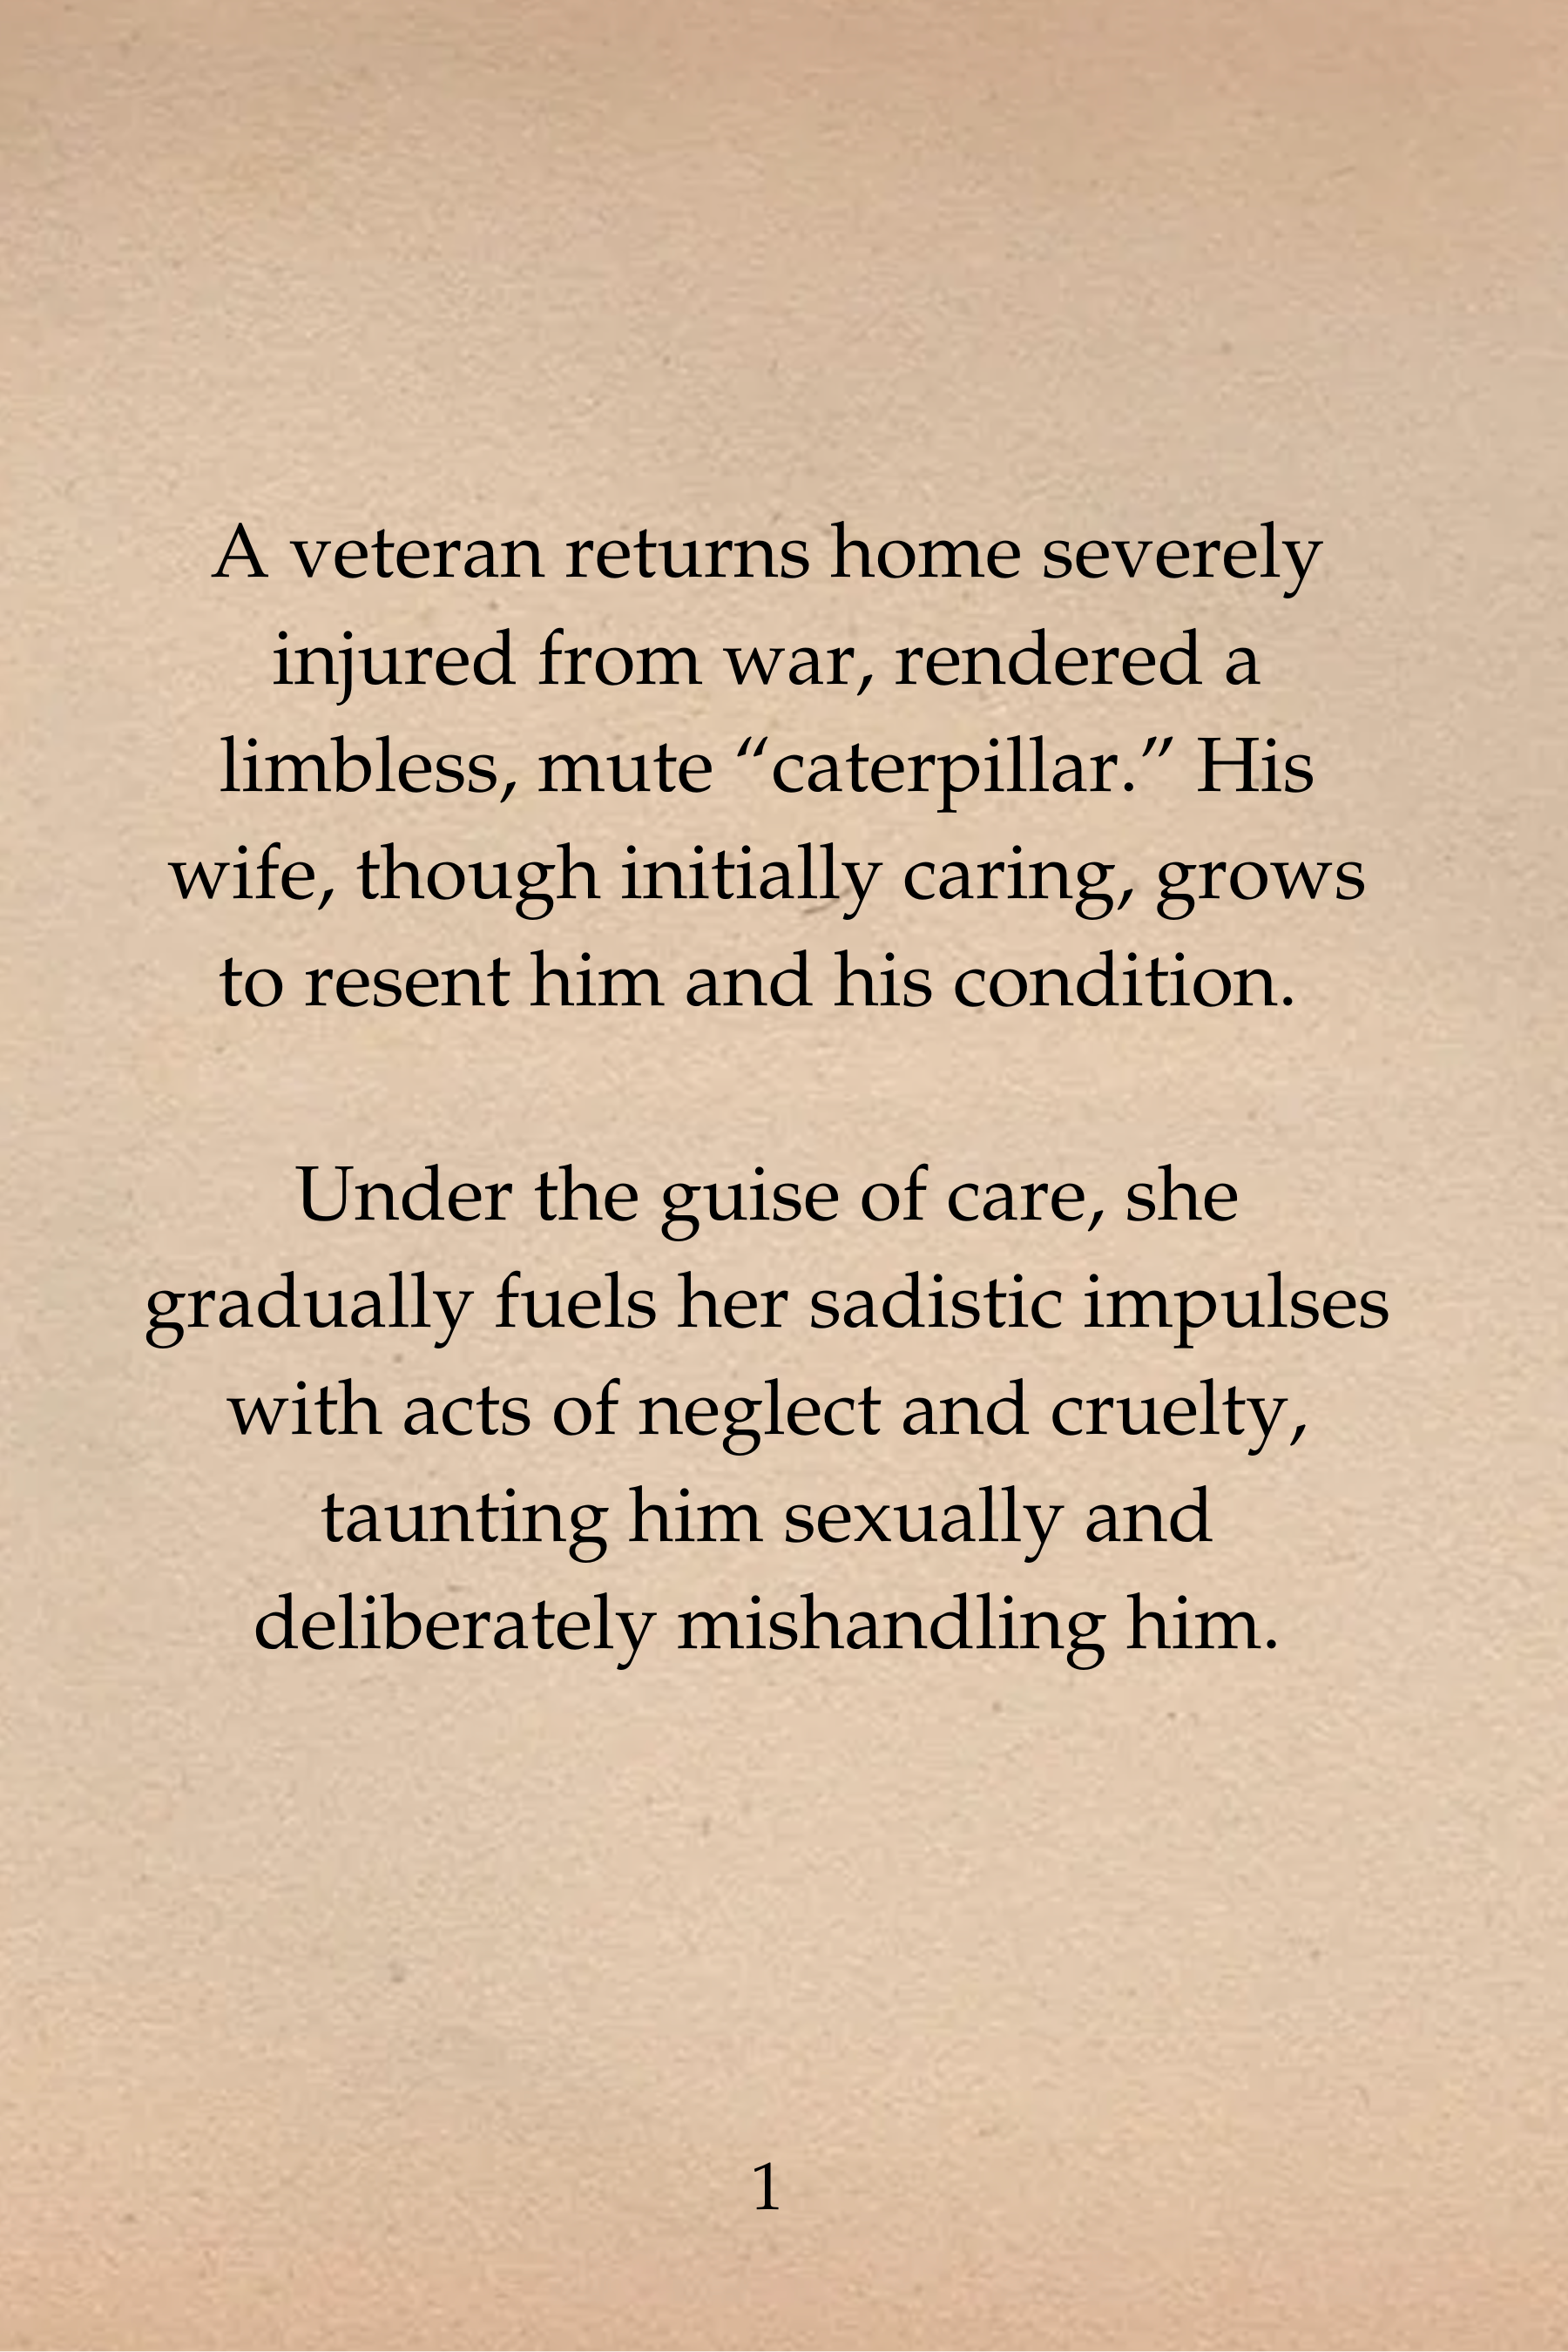 A veteran returns home severely
injured from war, rendered a
limbless, mute “caterpillar.” His
wife, though initially caring, grows
to resent him and his condition.
Under the guise of care, she
gradually fuels her sadistic impulses
with acts of neglect and cruelty,
taunting him sexually and
deliberately mishandling him.
1